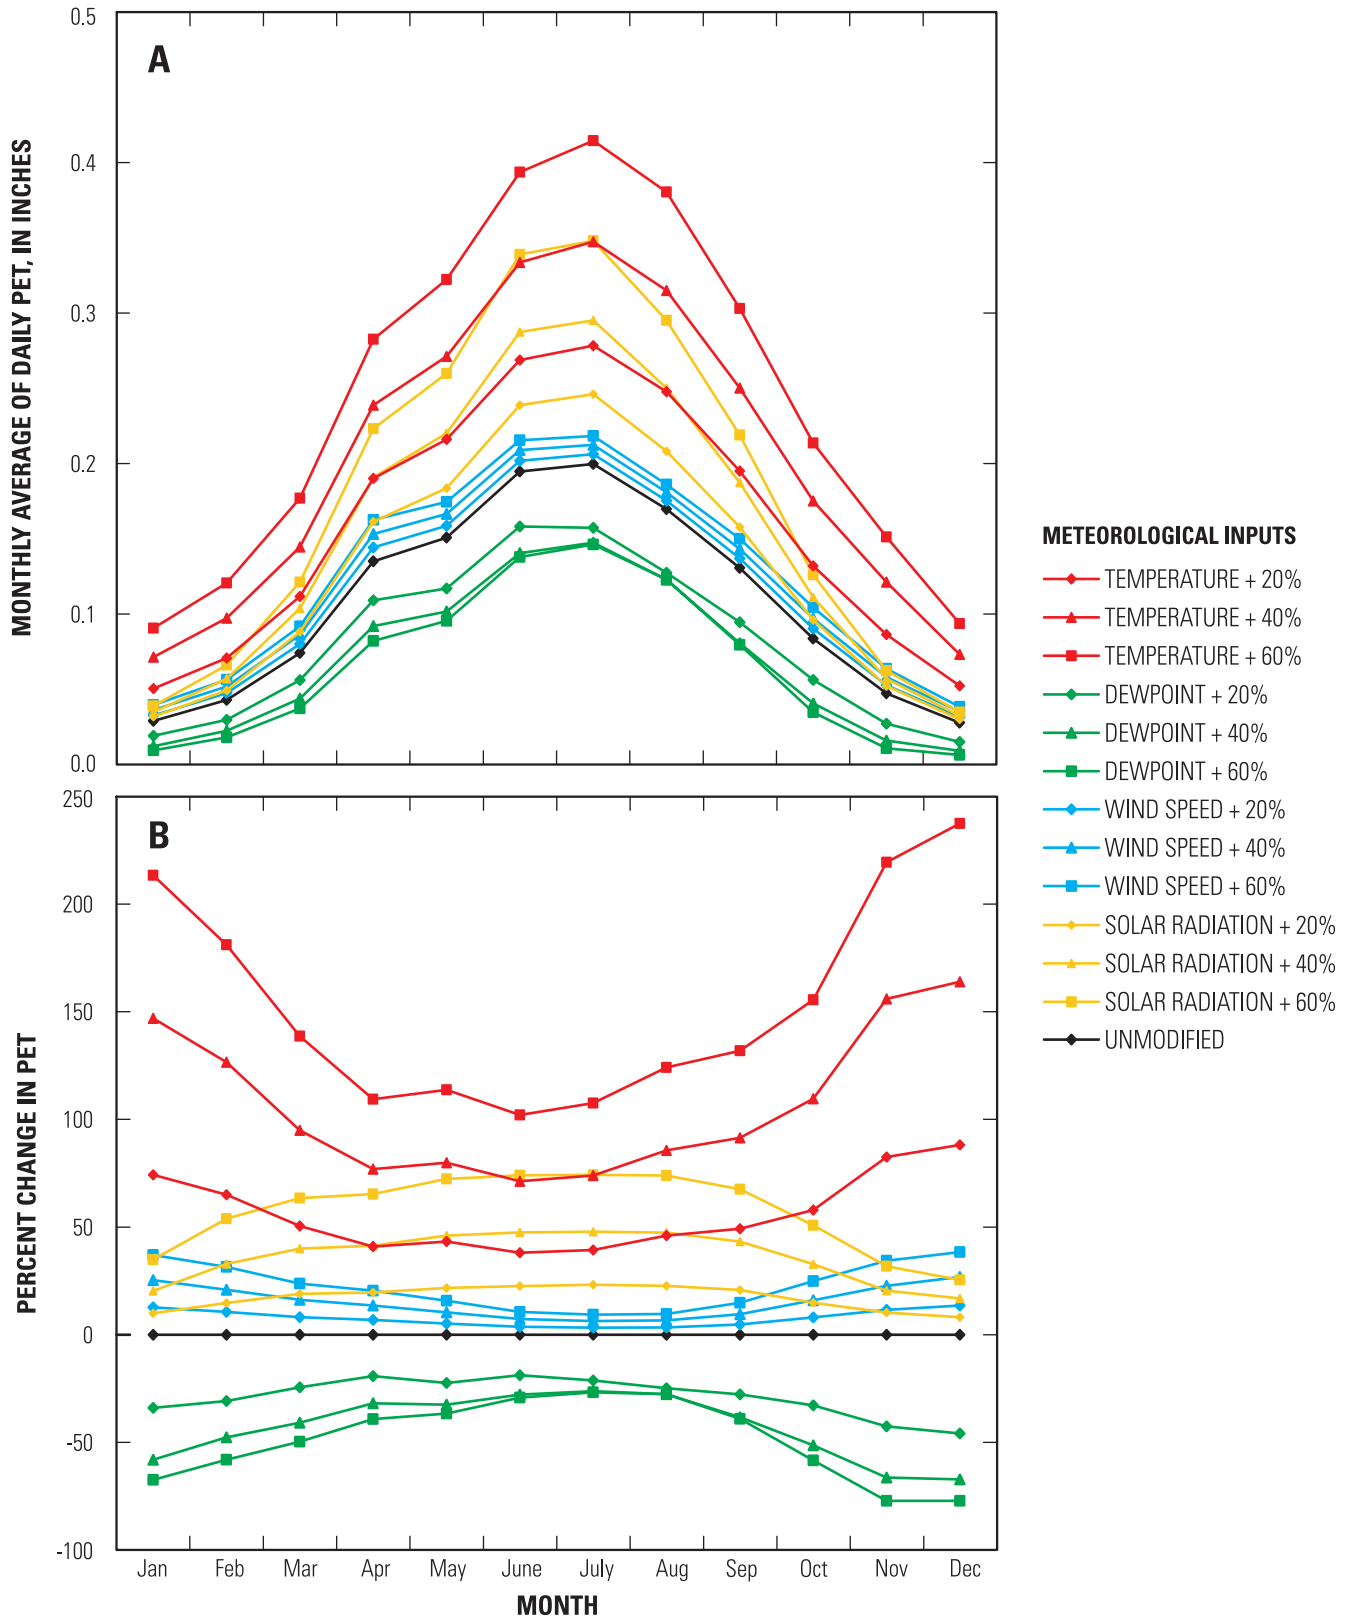 A
0.5
0.4
0.3
0.2
0.1
0.0
MONTHLY AVERAGE OF DAILY PET, IN INCHES
B
250
200
150
100
50
0
-50
-100
PERCENT CHANGE IN PET
Jan Feb Mar Apr May June July Aug Sep Oct Nov Dec
MONTH
METEOROLOGICAL INPUTS
TEMPERATURE + 20%
TEMPERATURE + 40%
TEMPERATURE + 60%
DEWPOINT + 20%
DEWPOINT + 40%
DEWPOINT + 60%
WIND SPEED + 20%
WIND SPEED + 40%
WIND SPEED + 60%
SOLAR RADIATION + 20%
SOLAR RADIATION + 40%
SOLAR RADIATION + 60%
UNMODIFIED